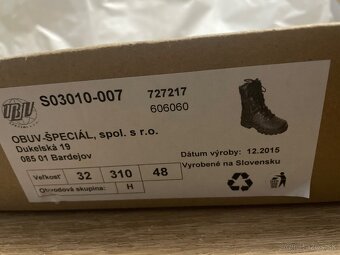 OBUV
S03010-007
727217
606060
OBUV-ŠPECIÁL, spol. s r.o.
Dukelská 19
085 01 Bardejov
Dátum výroby: 12.2015
Vyrobené na Slovensku
Veľkosť 32 310 48
Obvodová skupina: H